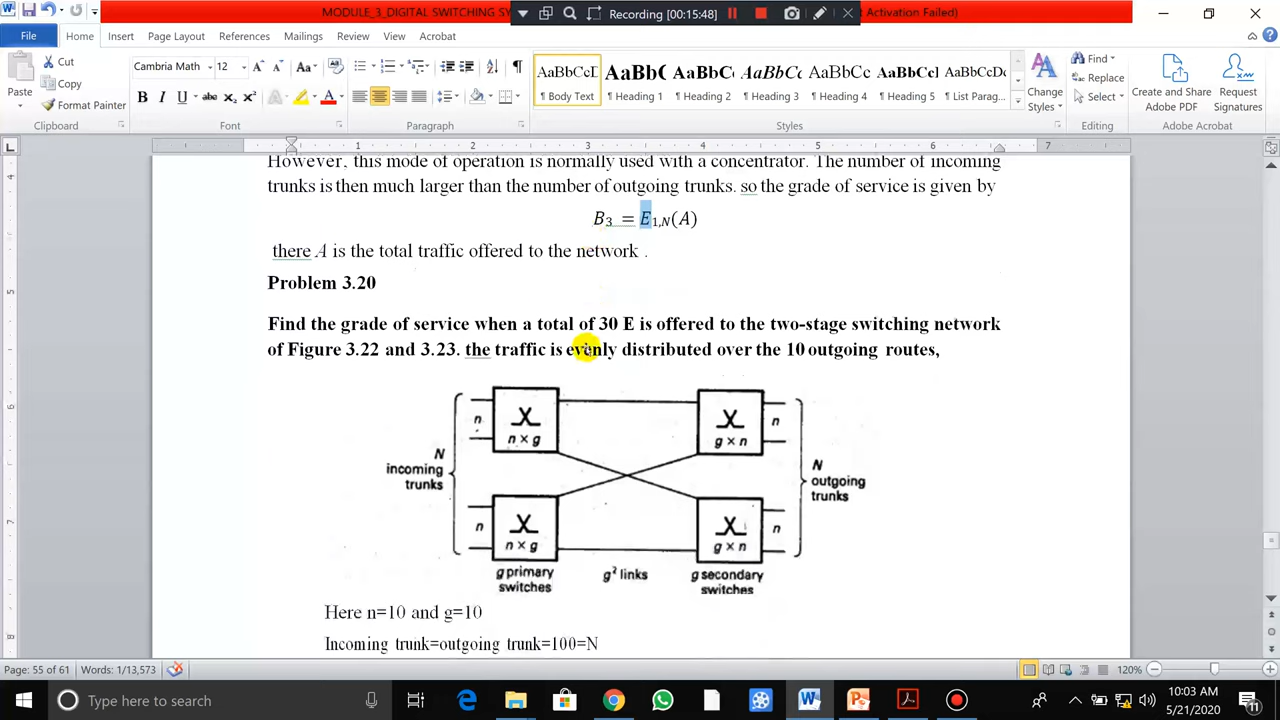 MODULE_3_DIGITAL SWITCHING SY
Recording [00:15:48]
t Activation Failed)
File Home Insert Page Layout References Mailings Review View Acrobat
Paste
Cut
Copy
Format Painter
Clipboard
Cambria Math 12
Font
Paragraph
AaBbCcD AaBbC AaBbC AaBbCc AaBbCcD AaBbCcI AaBbCcDc
¶ Body Text ¶ Heading 1 ¶ Heading 2 ¶ Heading 3 ¶ Heading 4 ¶ Heading 5 ¶ List Parag...
Styles
Change Styles
Find
Replace
Select
Editing
Create and Share Adobe PDF
Request Signatures
Adobe Acrobat
1 2 3 4 5 6 7
However, this mode of operation is normally used with a concentrator. The number of incoming
trunks is then much larger than the number of outgoing trunks. so the grade of service is given by
B₃ = E₁,N(A)
there A is the total traffic offered to the network .
Problem 3.20
Find the grade of service when a total of 30 E is offered to the two-stage switching network
of Figure 3.22 and 3.23. the traffic is evenly distributed over the 10 outgoing routes,
n X n × g X g × n n
N incoming trunks
N outgoing trunks
n X n × g X g × n n
g primary switches
g² links
g secondary switches
Here n=10 and g=10
Incoming trunk=outgoing trunk=100=N
Page: 55 of 61 Words: 1/13,573 120%
Type here to search
10:03 AM
5/21/2020